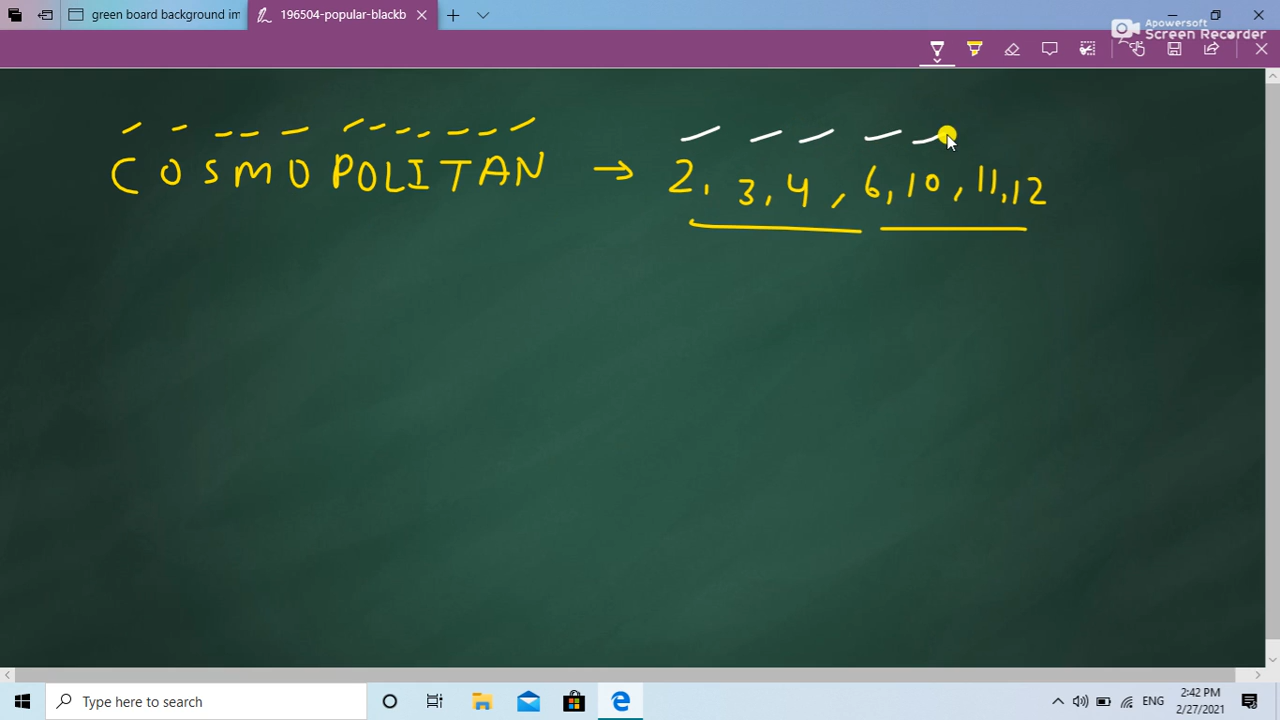 green board background im
196504-popular-blackb
Apowersoft
Screen Recorder
COSMOPOLITAN → 2, 3, 4, 6, 10, 11, 12
Type here to search
ENG
2:42 PM
2/27/2021